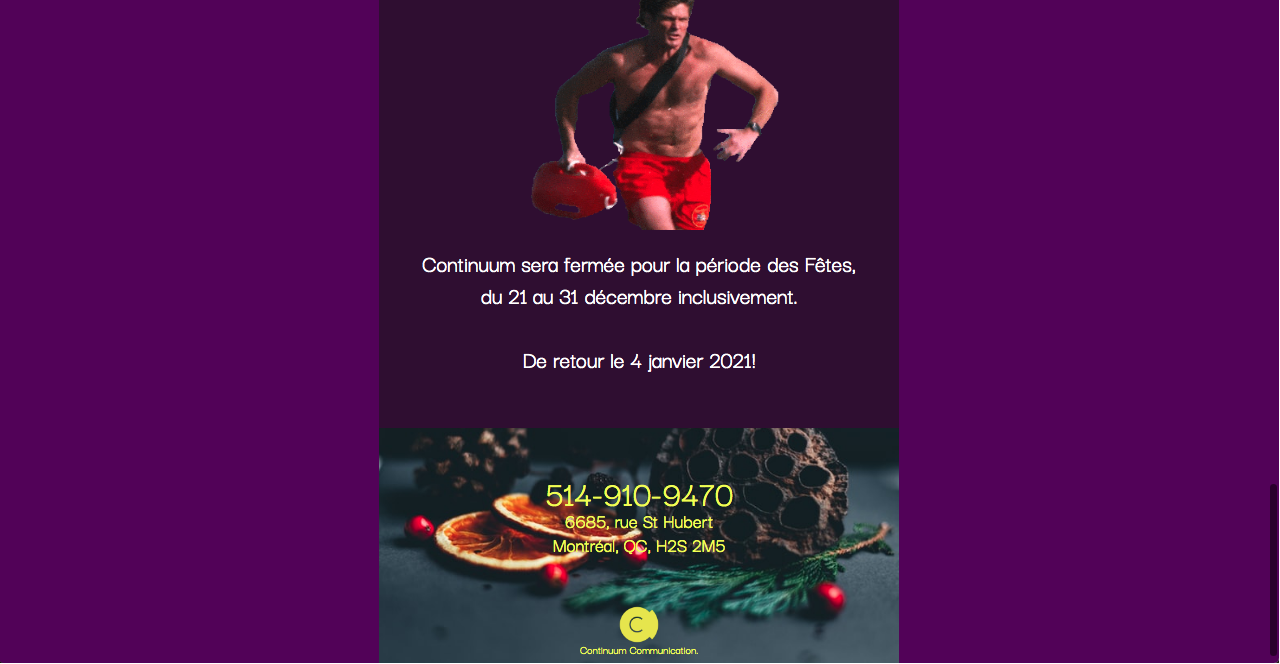 Continuum sera fermée pour la période des Fêtes,
du 21 au 31 décembre inclusivement.
De retour le 4 janvier 2021!
514-910-9470
6685, rue St Hubert
Montréal, QC, H2S 2M5
C
Continuum Communication.